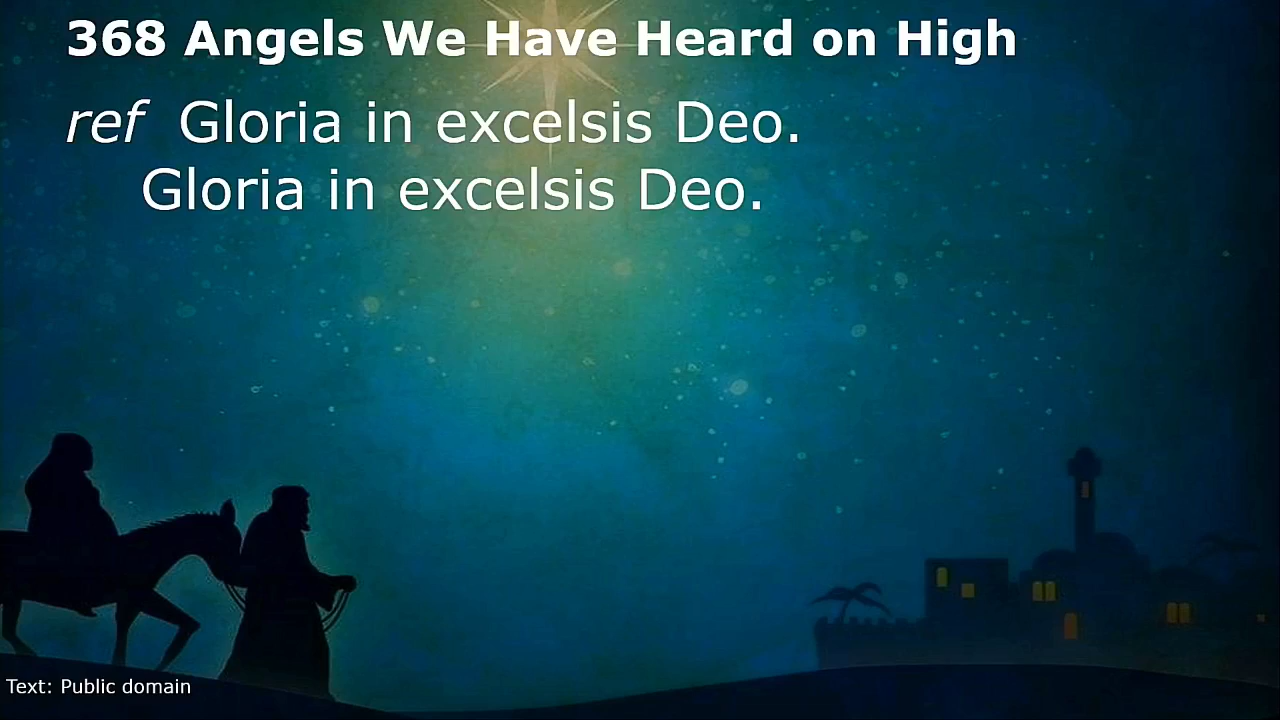 368 Angels We Have Heard on High
ref Gloria in excelsis Deo.
Gloria in excelsis Deo.
Text: Public domain